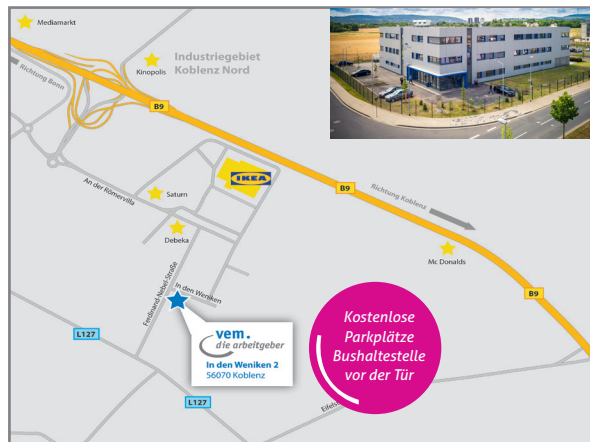 Mediamarkt
Richtung Bonn
Kinopolis
Industriegebiet
Koblenz Nord
B9
An der Römervilla
Saturn
IKEA
B9
Richtung Koblenz
Debeka
Mc Donalds
Ferdinand-Nebel-Straße
In den Weniken
B9
L127
vem.
die arbeitgeber
In den Weniken 2
56070 Koblenz
Kostenlose
Parkplätze
Bushaltestelle
vor der Tür
L127